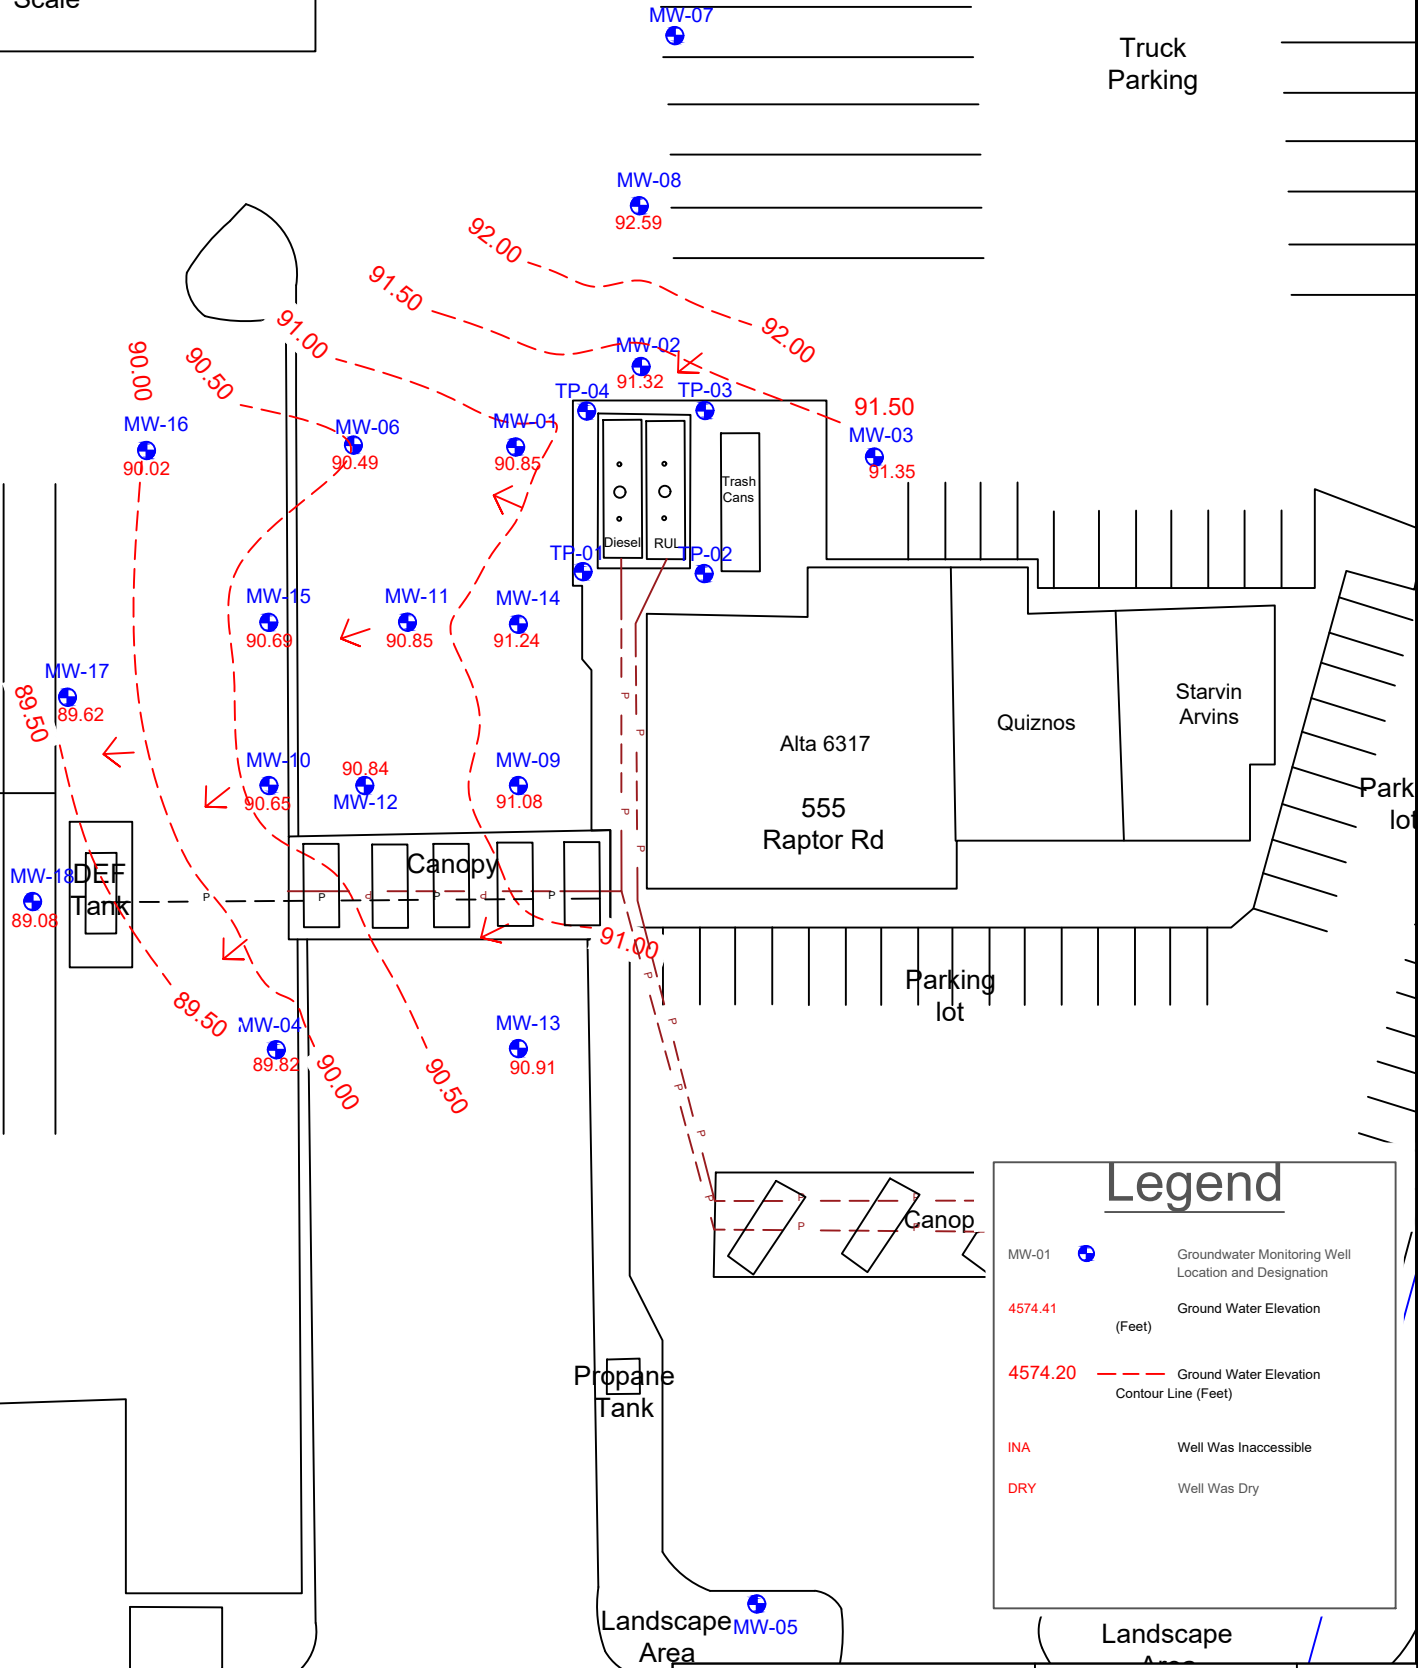 Scale
MW-07
Truck
Parking
MW-08
92.59
92.00
91.50
92.00
91.00
90.00
90.50
MW-02
91.32
TP-04
TP-03
91.50
MW-16
90.02
MW-06
90.49
MW-01
90.85
MW-03
91.35
Trash
Cans
Diesel
RUL
TP-01
TP-02
MW-15
90.69
MW-11
90.85
MW-14
91.24
MW-17
89.62
89.50
P
P
Starvin
Arvins
Quiznos
Alta 6317
555
Raptor Rd
MW-10
90.65
90.84
MW-12
MW-09
91.08
P
P
Park
lot
Canopy
DEF
Tank
MW-18
89.08
P
P
P
P
P
P
P
91.00
P
Parking
lot
89.50
MW-04
89.82
90.00
90.50
MW-13
90.91
P
P
P
P
P
P
P
P
Canop
Legend
MW-01
Groundwater Monitoring Well
Location and Designation
4574.41
Ground Water Elevation
(Feet)
4574.20
Ground Water Elevation
Contour Line (Feet)
INA
Well Was Inaccessible
DRY
Well Was Dry
Propane
Tank
Landscape
Area
MW-05
Landscape
Area